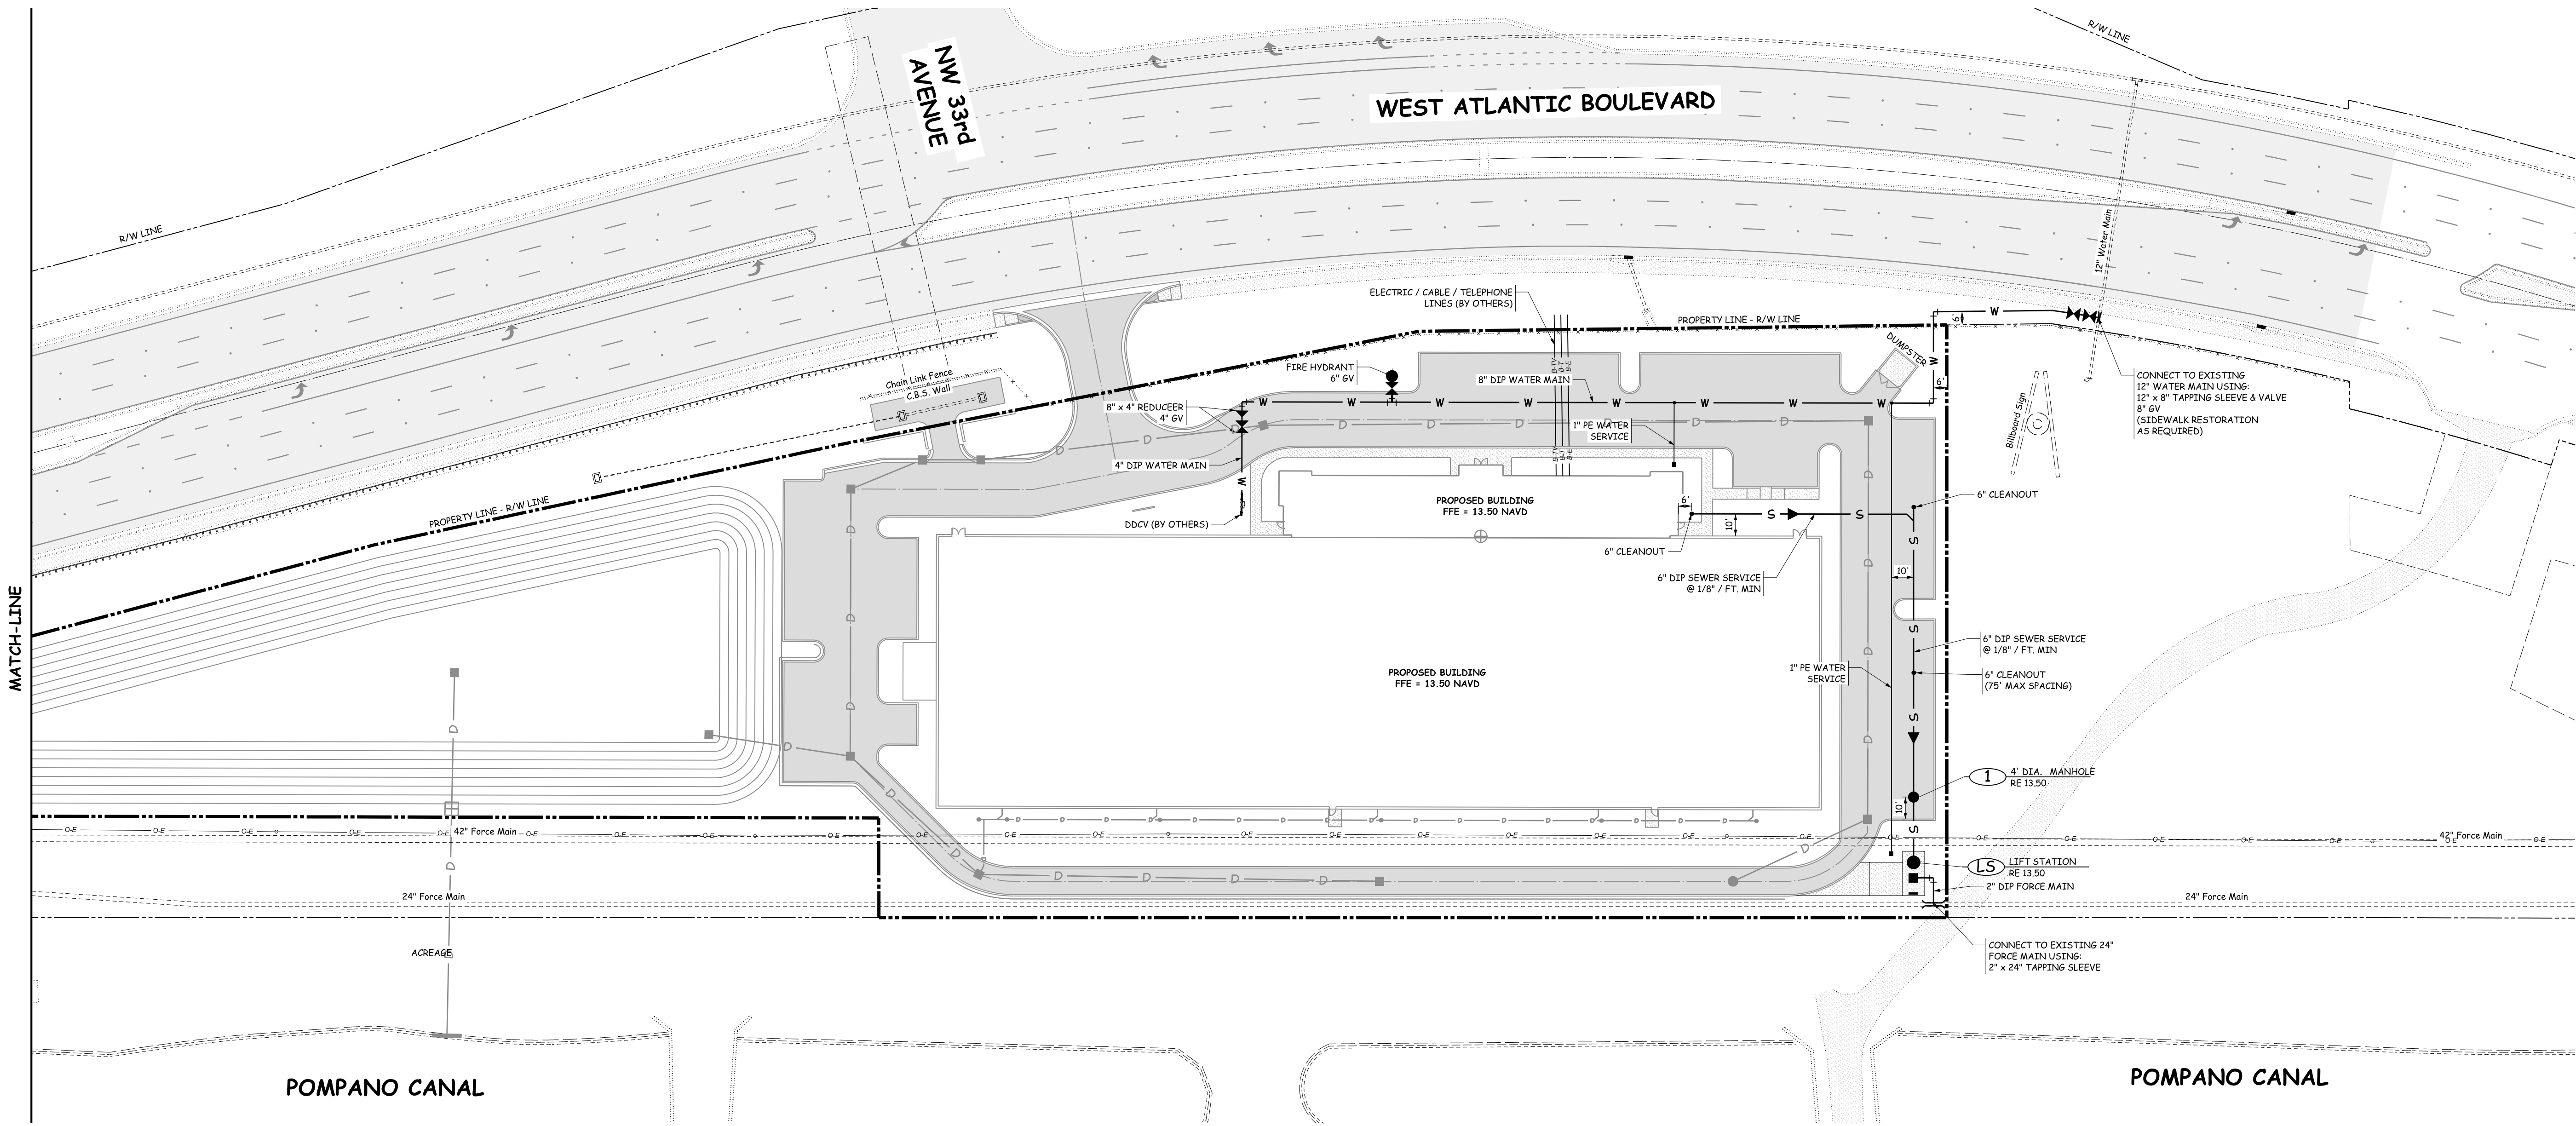 R/W LINE
NW 33rd
AVENUE
WEST ATLANTIC BOULEVARD
R/W LINE
12" Water Main
ELECTRIC / CABLE / TELEPHONE
LINES (BY OTHERS)
PROPERTY LINE - R/W LINE
W
6'
W
DUMPSTER
6'
CONNECT TO EXISTING
12" WATER MAIN USING:
12" x 8" TAPPING SLEEVE & VALVE
8" GV
(SIDEWALK RESTORATION
AS REQUIRED)
Billboard Sign
Chain Link Fence
C.B.S. Wall
FIRE HYDRANT
6" GV
8" DIP WATER MAIN
B-TV
B-T
B-E
8" x 4" REDUCEER
4" GV
W W W W W W W W
1" PE WATER
SERVICE
D D D D D D D
4" DIP WATER MAIN
W
B-TV
B-T
B-E
DDCV (BY OTHERS)
PROPERTY LINE - R/W LINE
PROPOSED BUILDING
FFE = 13.50 NAVD
6'
10'
S S
6" CLEANOUT
6" CLEANOUT
6" DIP SEWER SERVICE
@ 1/8" / FT. MIN
10'
S
S
S
S
6" DIP SEWER SERVICE
@ 1/8" / FT. MIN
6" CLEANOUT
(75' MAX SPACING)
1" PE WATER
SERVICE
PROPOSED BUILDING
FFE = 13.50 NAVD
MATCH-LINE
1
4' DIA. MANHOLE
RE 13.50
10'
LS
LIFT STATION
RE 13.50
2" DIP FORCE MAIN
42" Force Main
42" Force Main
24" Force Main
24" Force Main
CONNECT TO EXISTING 24"
FORCE MAIN USING:
2" x 24" TAPPING SLEEVE
ACREAGE
POMPANO CANAL
POMPANO CANAL